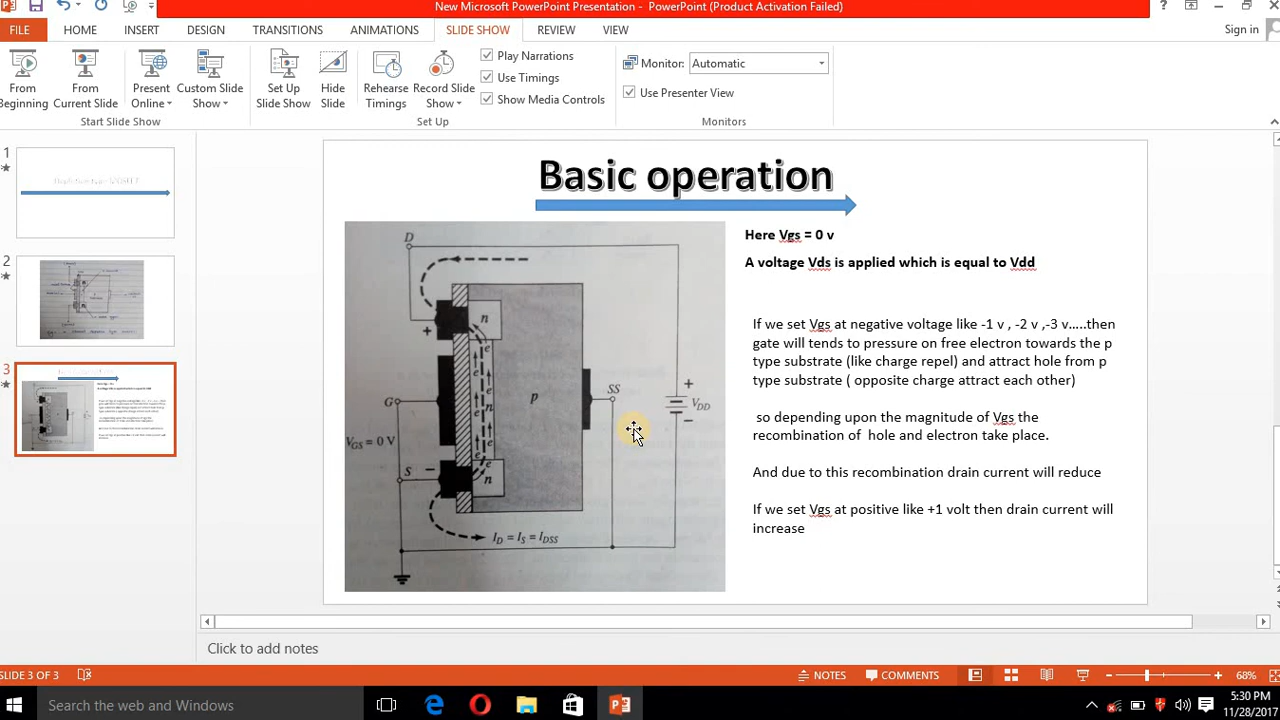 New Microsoft PowerPoint Presentation - PowerPoint (Product Activation Failed)
FILE HOME INSERT DESIGN TRANSITIONS ANIMATIONS SLIDE SHOW REVIEW VIEW Sign in
From Beginning
From Current Slide
Present Online
Custom Slide Show
Start Slide Show
Set Up Slide Show
Hide Slide
Rehearse Timings
Record Slide Show
Play Narrations
Use Timings
Show Media Controls
Set Up
Monitor: Automatic
Use Presenter View
Monitors
1
2
3
Basic operation
Here Vgs = 0 v
A voltage Vds is applied which is equal to Vdd
If we set Vgs at negative voltage like -1 v , -2 v ,-3 v.....then
gate will tends to pressure on free electron towards the p
type substrate (like charge repel) and attract hole from p
type substrate ( opposite charge attract each other)
so depending upon the magnitude of Vgs the
recombination of hole and electron take place.
And due to this recombination drain current will reduce
If we set Vgs at positive like +1 volt then drain current will
increase
D
+
n
e
e
e
G
n
p
SS
+
VDD
−
VGS = 0 V
S −
e
n
ID = IS = IDSS
Click to add notes
SLIDE 3 OF 3 NOTES COMMENTS 68%
Search the web and Windows
5:30 PM
11/28/2017